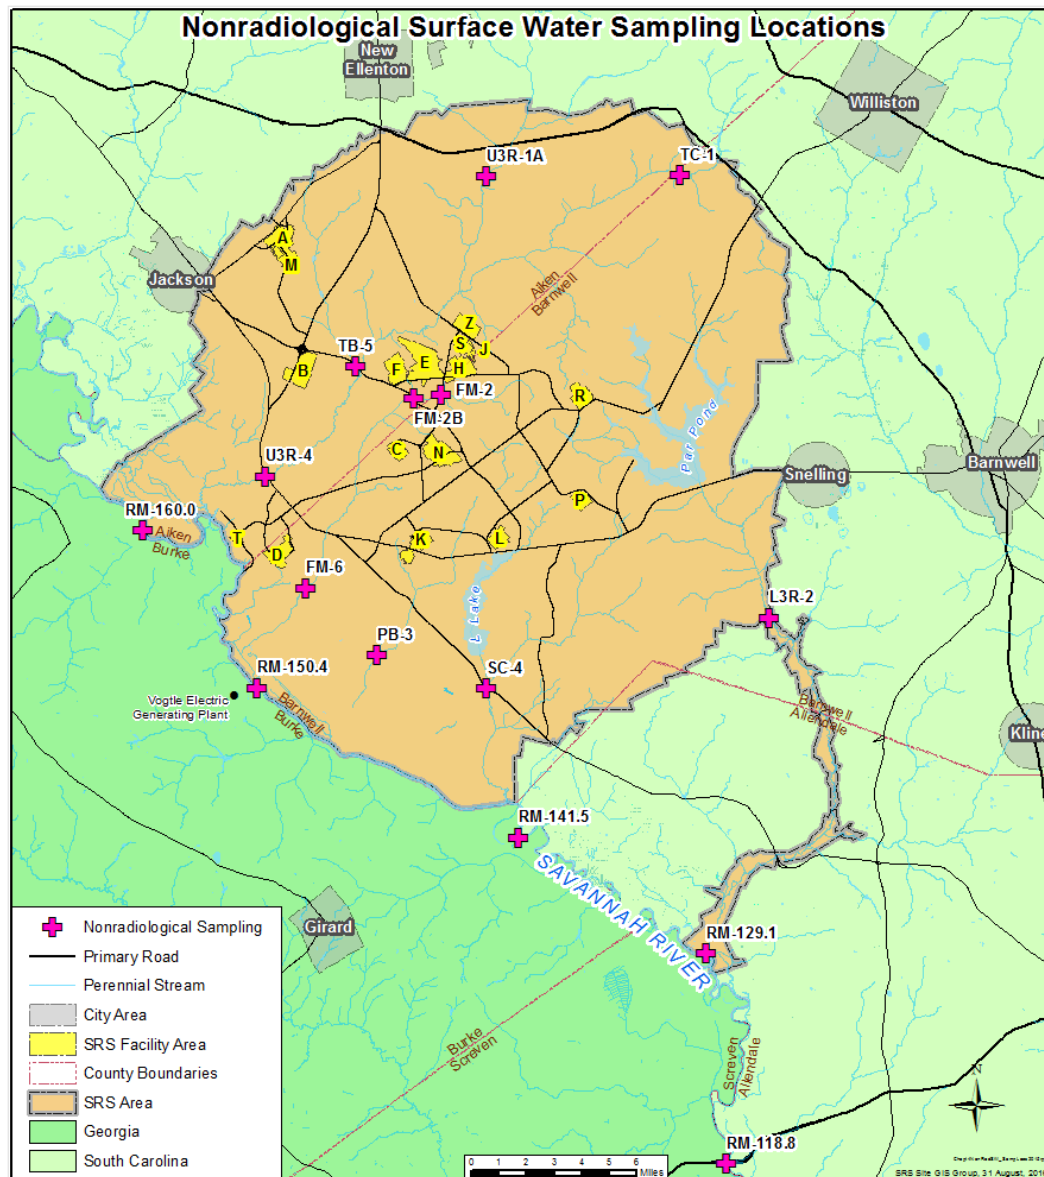 Nonradiological Surface Water Sampling Locations
New
Ellenton
Williston
U3R-1A
TC-1
A
M
Jackson
Aiken
Barnwell
Z
S
J
TB-5
F
E
H
B
FM-2
R
FM-2B
Par Pond
C
N
U3R-4
Snelling
Barnwell
P
RM-160.0
Aiken
Burke
T
D
K
L
FM-6
L Lake
L3R-2
PB-3
RM-150.4
SC-4
Vogtle Electric
Generating Plant
Barnwell
Burke
Barnwell
Allendale
Kline
RM-141.5
SAVANNAH RIVER
Girard
RM-129.1
Nonradiological Sampling
Primary Road
Perennial Stream
City Area
SRS Facility Area
County Boundaries
SRS Area
Georgia
South Carolina
Burke
Screven
Screven
Allendale
N
RM-118.8
0 1 2 3 4 5 6
Miles
SRS Site GIS Group, 31 August, 201